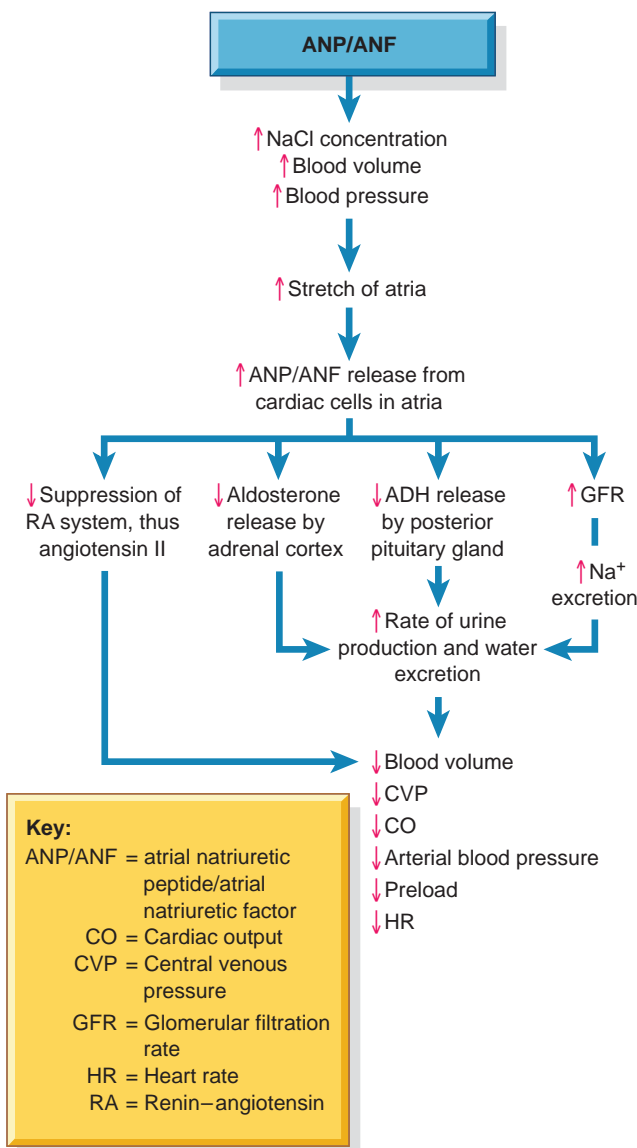 ANP/ANF
↑NaCl concentration
↑Blood volume
↑Blood pressure
↑Stretch of atria
↑ANP/ANF release from
cardiac cells in atria
↓Suppression of
RA system, thus
angiotensin II
↓Aldosterone
release by
adrenal cortex
↓ADH release
by posterior
pituitary gland
↑GFR
↑Na⁺
excretion
↑Rate of urine
production and water
excretion
↓Blood volume
↓CVP
↓CO
↓Arterial blood pressure
↓Preload
↓HR
Key:
ANP/ANF = atrial natriuretic
peptide/atrial
natriuretic factor
CO = Cardiac output
CVP = Central venous
pressure
GFR = Glomerular filtration
rate
HR = Heart rate
RA = Renin–angiotensin